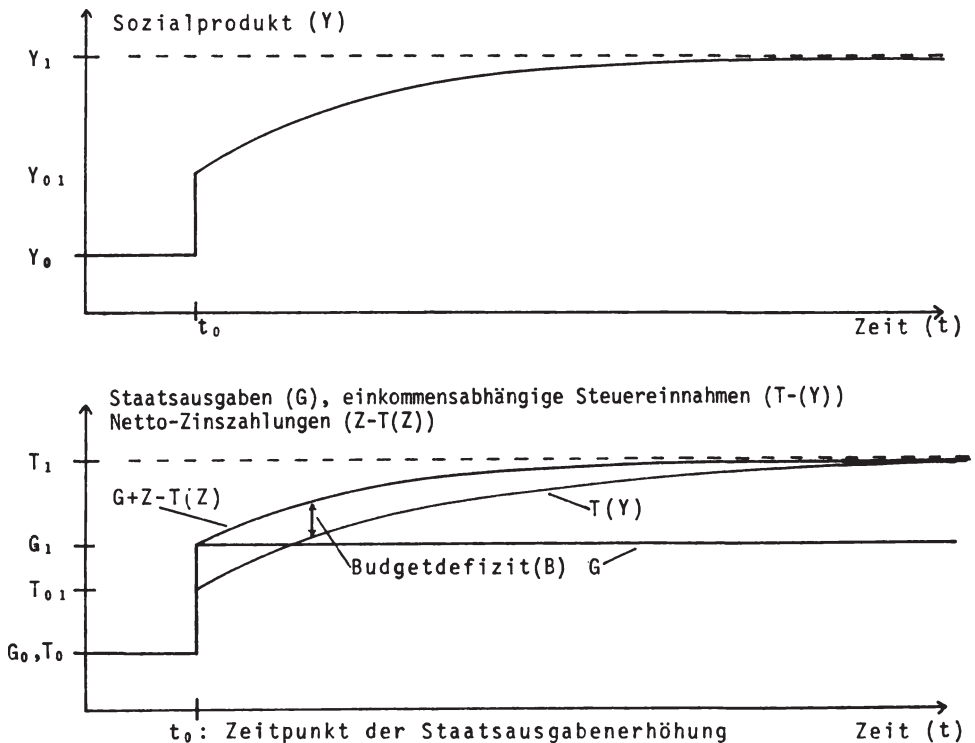 Sozialprodukt (Y)
Y₁
Y₀₁
Y₀
t₀
Zeit (t)
Staatsausgaben (G), einkommensabhängige Steuereinnahmen (T-(Y))
Netto-Zinszahlungen (Z-T(Z))
T₁
G+Z-T(Z)
T(Y)
G₁
Budgetdefizit(B)
G
T₀₁
G₀,T₀
t₀: Zeitpunkt der Staatsausgabenerhöhung
Zeit (t)